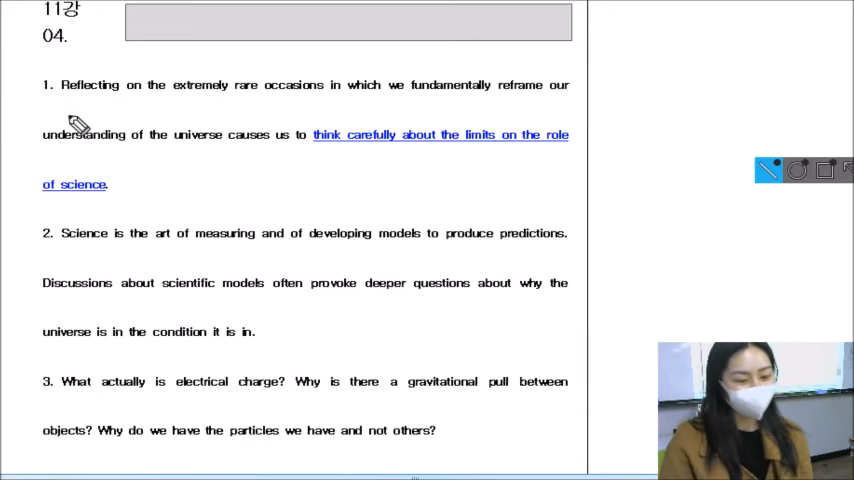 11강
04.
1. Reflecting on the extremely rare occasions in which we fundamentally reframe our
understanding of the universe causes us to think carefully about the limits on the role
of science.
2. Science is the art of measuring and of developing models to produce predictions.
Discussions about scientific models often provoke deeper questions about why the
universe is in the condition it is in.
3. What actually is electrical charge? Why is there a gravitational pull between
objects? Why do we have the particles we have and not others?